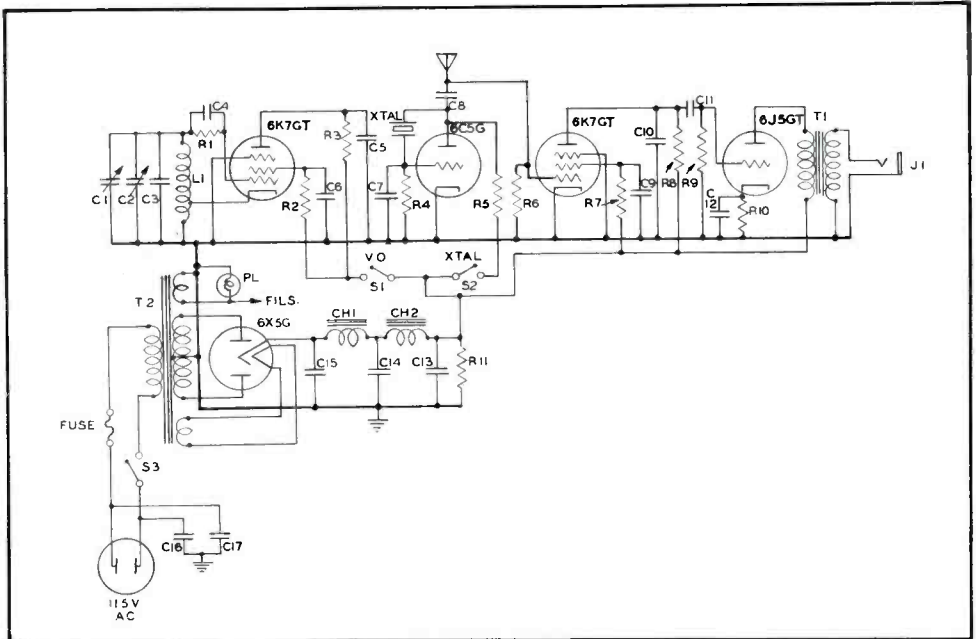 C4
R1
6K7GT
R3
C5
XTAL
C8
6C5G
6K7GT
C10
C11
6J5GT
T1
C1
C2
C3
L1
R2
C6
C7
R4
R5
R6
R7
C9
R8
R9
C
12
R10
J1
V.O
S1
XTAL
S2
PL
FILS.
T2
6X5G
CH1
CH2
C15
C14
C13
R11
FUSE
S3
C16
C17
115V
AC